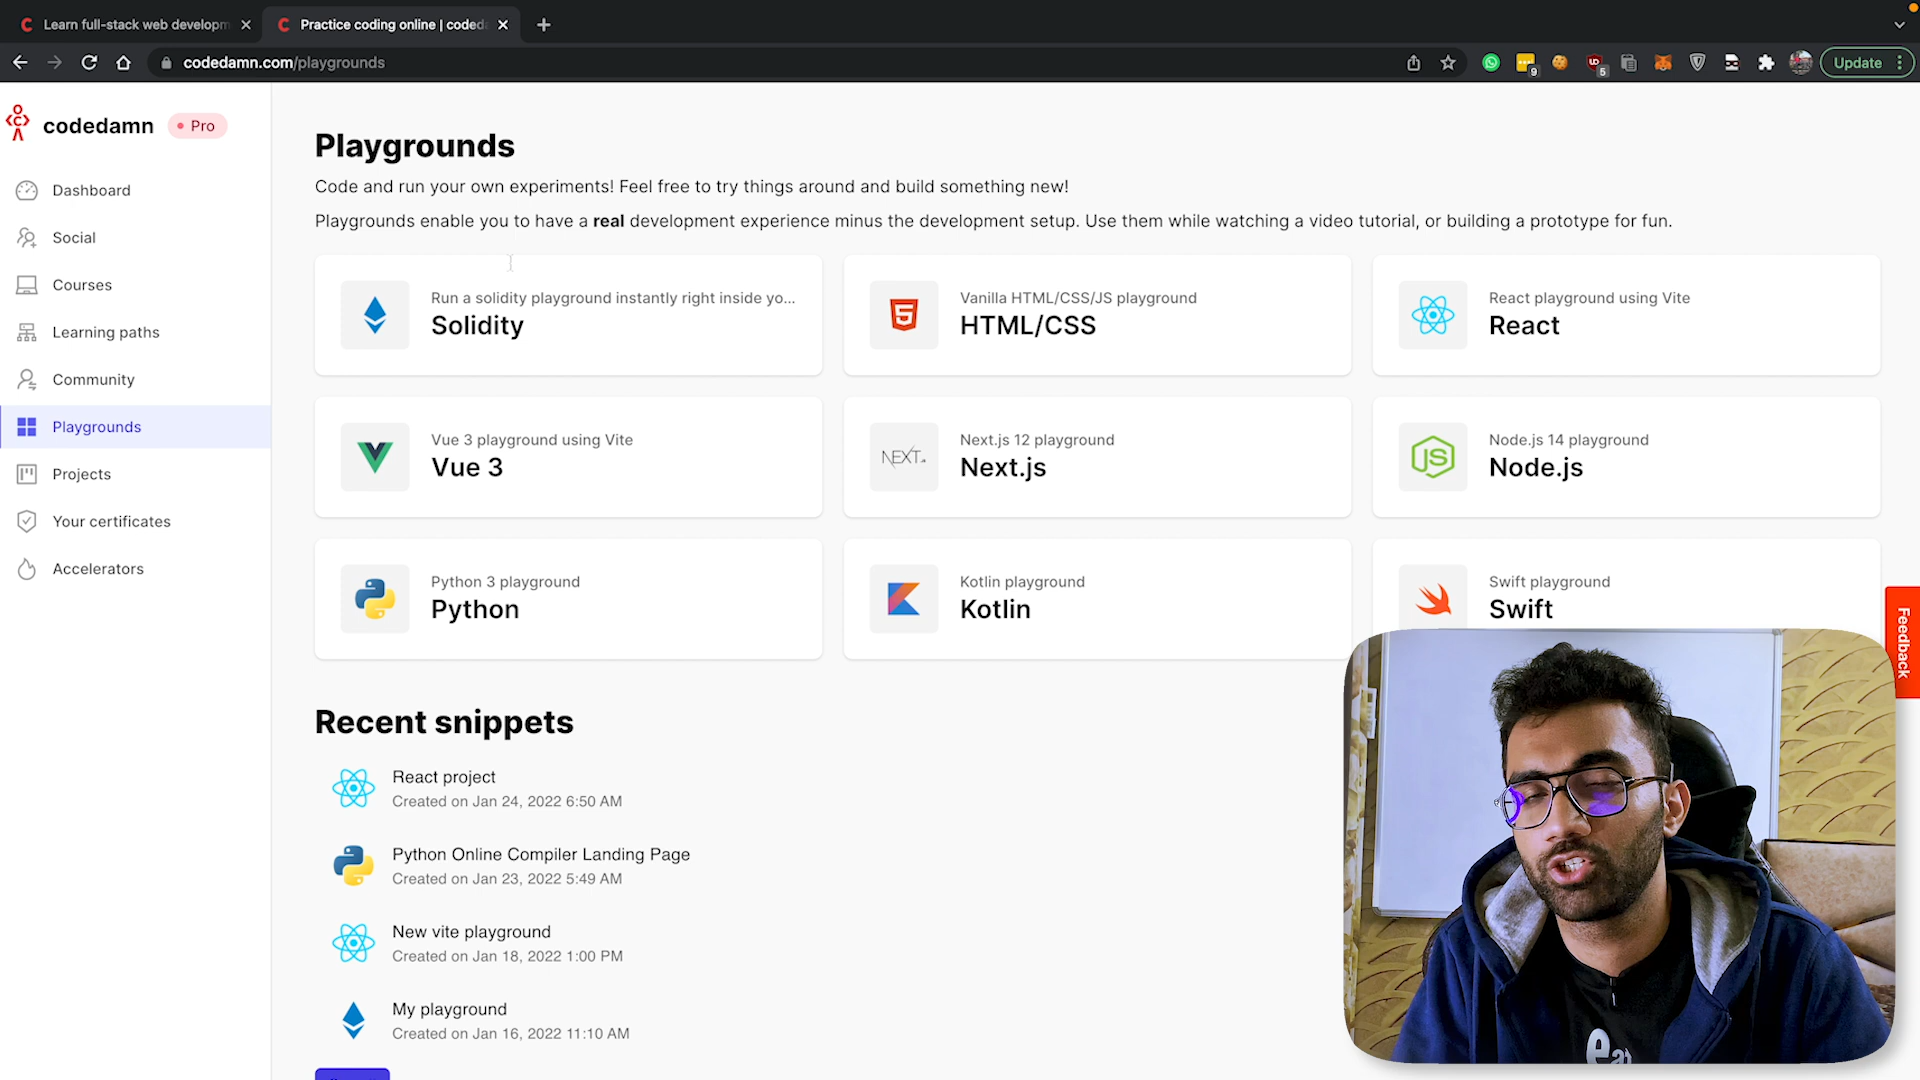 Learn full-stack web developm
Practice coding online | coded
codedamn.com/playgrounds
9
5
Update
codedamn
Pro
Dashboard
Social
Courses
Learning paths
Community
Playgrounds
Projects
Your certificates
Accelerators
Playgrounds
Code and run your own experiments! Feel free to try things around and build something new!
Playgrounds enable you to have a real development experience minus the development setup. Use them while watching a video tutorial, or building a prototype for fun.
Run a solidity playground instantly right inside yo...
Solidity
Vanilla HTML/CSS/JS playground
HTML/CSS
React playground using Vite
React
Vue 3 playground using Vite
Vue 3
NEXT.
Next.js 12 playground
Next.js
JS
Node.js 14 playground
Node.js
Python 3 playground
Python
Kotlin playground
Kotlin
Swift playground
Swift
Feedback
Recent snippets
React project
Created on Jan 24, 2022 6:50 AM
Python Online Compiler Landing Page
Created on Jan 23, 2022 5:49 AM
New vite playground
Created on Jan 18, 2022 1:00 PM
My playground
Created on Jan 16, 2022 11:10 AM